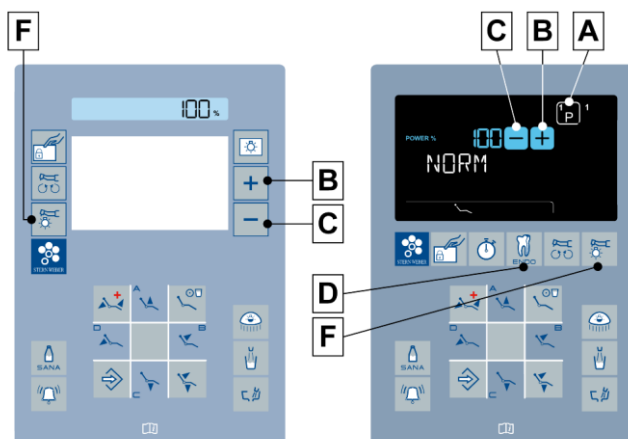 F
C B A
100 %
1 P 1
POWER % 100 − +
NORM
+
B
−
C
STERN WEBER
STERN WEBER
ENDO
D
F
A
D
B
C
SANA
A
D
B
C
SANA